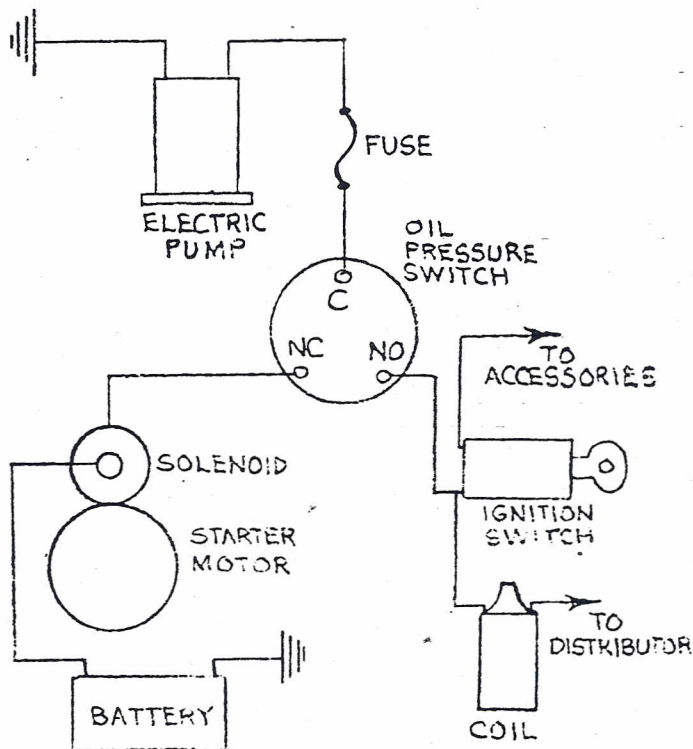 FUSE
ELECTRIC
PUMP
OIL
PRESSURE
SWITCH
C
NC
NO
TO
ACCESSORIES
SOLENOID
IGNITION
SWITCH
STARTER
MOTOR
TO
DISTRIBUTOR
BATTERY
COIL